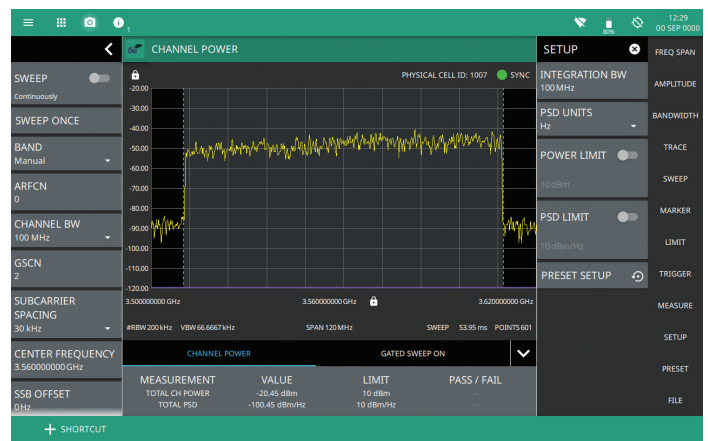 1
80%
12:29
00 SEP 0000
SWEEP
Continuously
SWEEP ONCE
BAND
Manual
ARFCN
0
CHANNEL BW
100 MHz
GSCN
2
SUBCARRIER
SPACING
30 kHz
CENTER FREQUENCY
3.560000000 GHz
SSB OFFSET
0 Hz
+ SHORTCUT
5G
CHANNEL POWER
PHYSICAL CELL ID: 1007
SYNC
-20.00
-30.00
-40.00
-50.00
-60.00
-70.00
-80.00
-90.00
-100.00
-110.00
-120.00
3.500000000 GHz
3.560000000 GHz
3.620000000 GHz
#RBW 200 kHz
VBW 66.6667 kHz
SPAN 120 MHz
SWEEP 53.95 ms
POINTS 601
CHANNEL POWER
GATED SWEEP ON
MEASUREMENT VALUE LIMIT PASS / FAIL
TOTAL CH POWER -20.45 dBm 10 dBm --
TOTAL PSD -100.45 dBm/Hz 10 dBm/Hz --
SETUP
INTEGRATION BW
100 MHz
PSD UNITS
Hz
POWER LIMIT
10 dBm
PSD LIMIT
10 dBm/Hz
PRESET SETUP
FREQ SPAN
AMPLITUDE
BANDWIDTH
TRACE
SWEEP
MARKER
LIMIT
TRIGGER
MEASURE
SETUP
PRESET
FILE